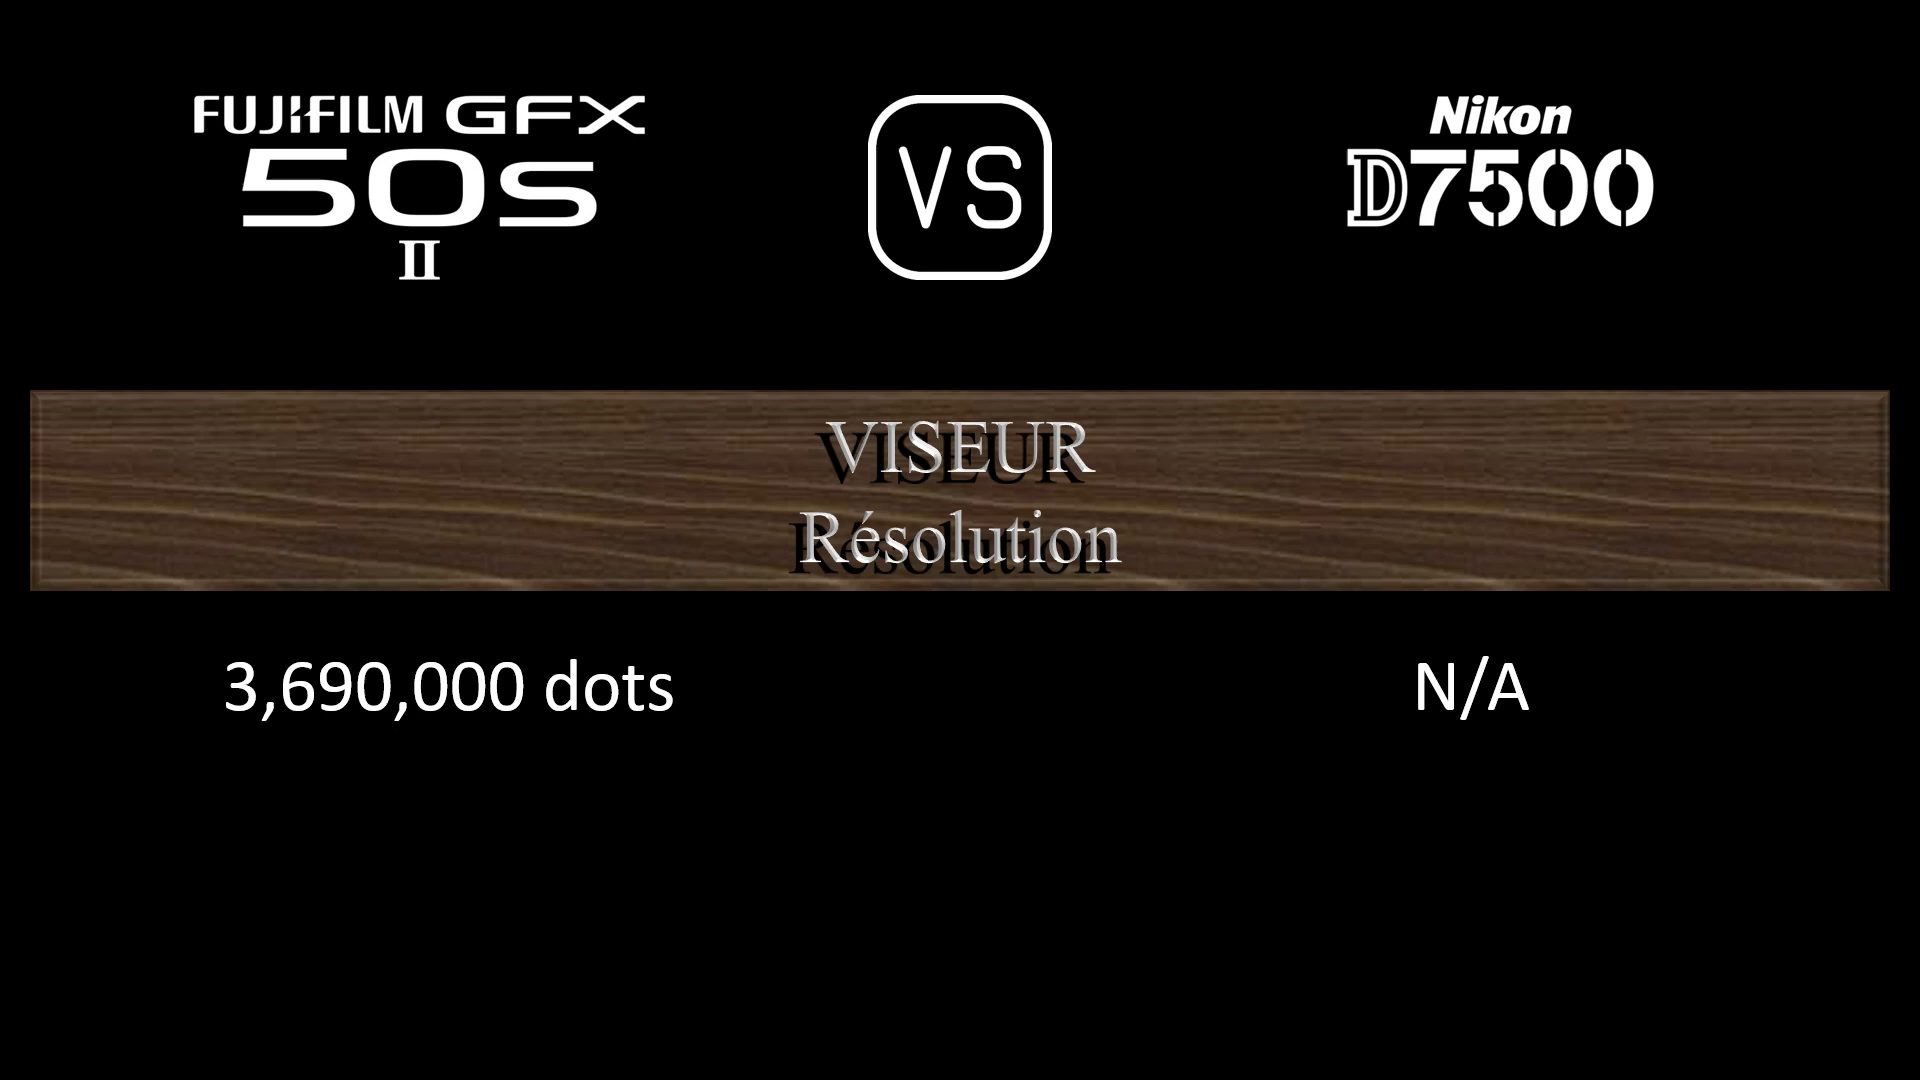 FUJIFILM GFX
50S
II
VS
Nikon
D7500
VISEUR
Résolution
3,690,000 dots
N/A